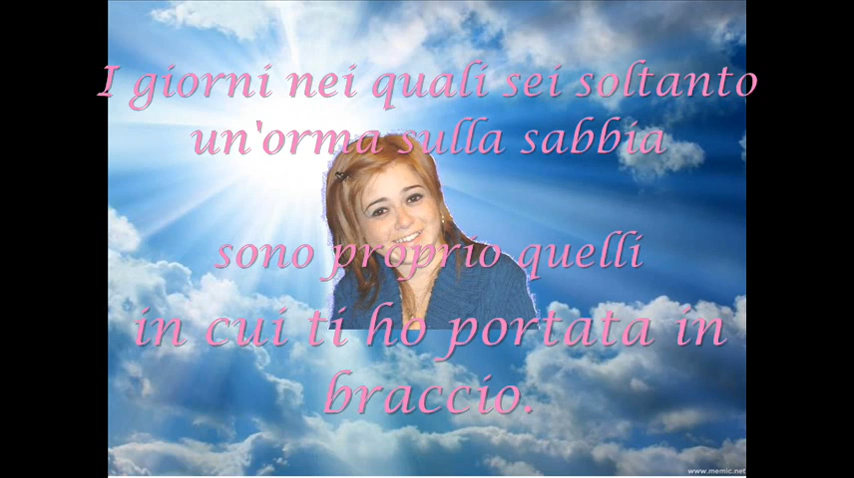 I giorni nei quali sei soltanto
un'orma sulla sabbia
sono proprio quelli
in cui ti ho portata in
braccio.
www.memic.net